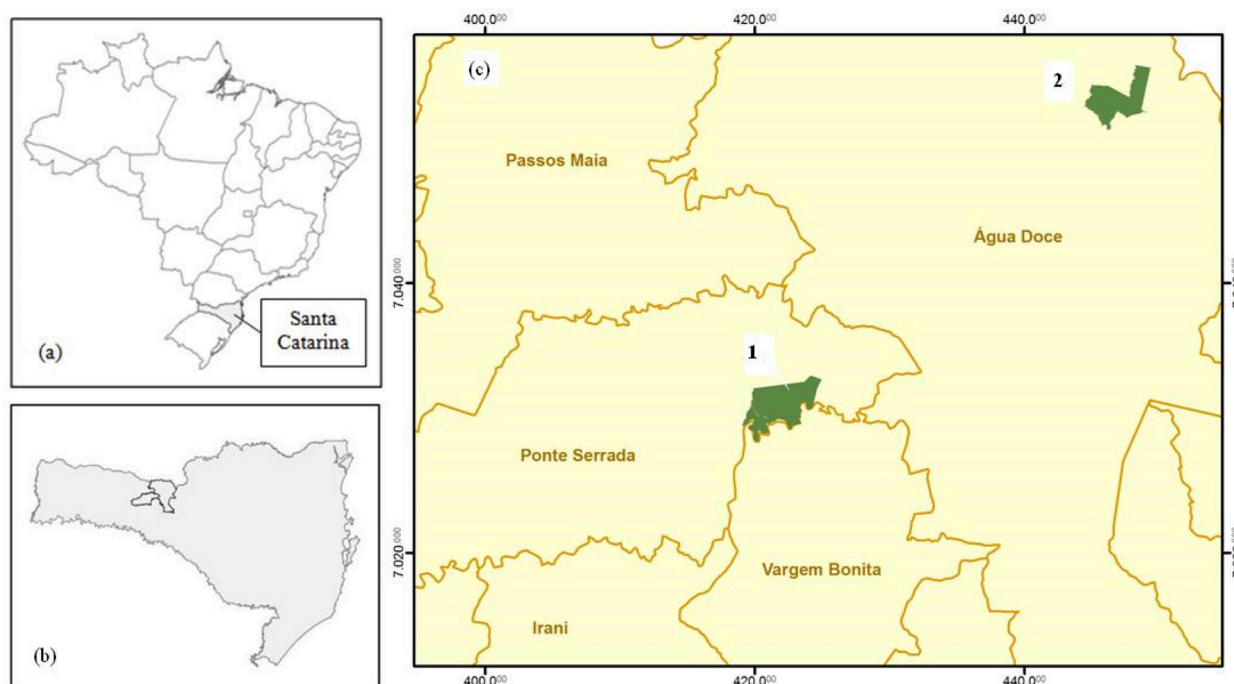 Santa
Catarina
(a)
(b)
400.000
420.000
440.000
(c)
2
Passos Maia
Água Doce
7.040.000
1
Ponte Serrada
7.020.000
Vargem Bonita
Irani
400.000
420.000
440.000